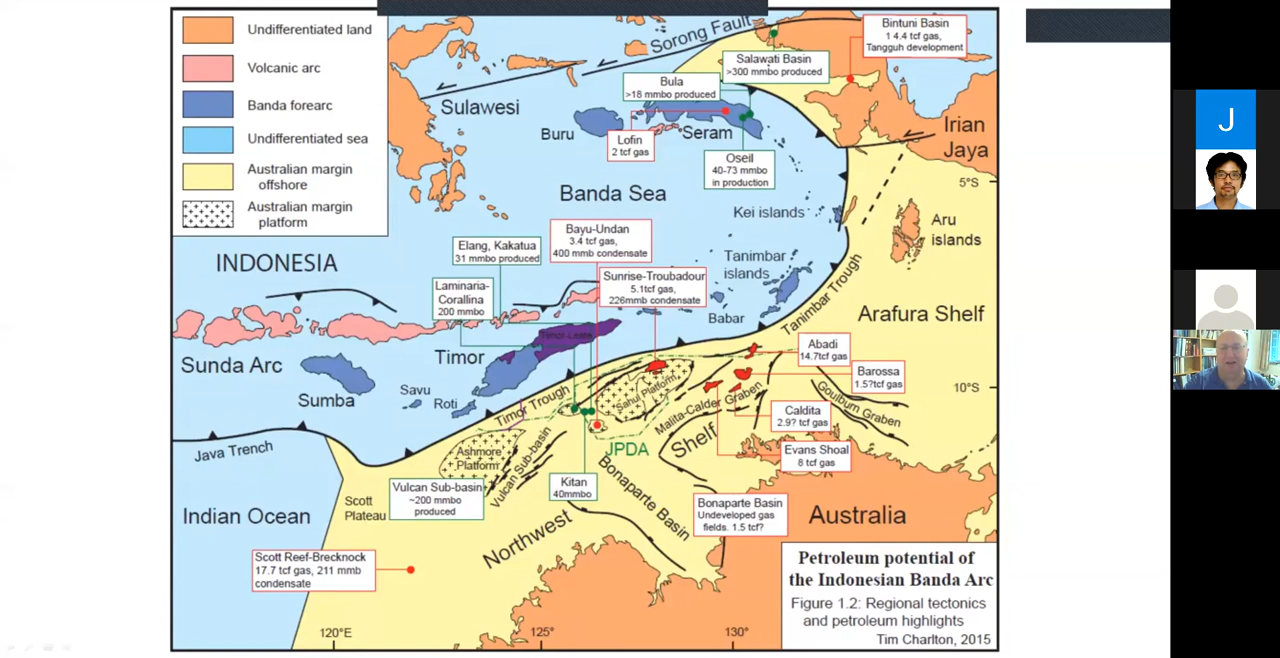 Undifferentiated land
Volcanic arc
Banda forearc
Undifferentiated sea
Australian margin
offshore
Australian margin
platform
Sorong Fault
Bintuni Basin
1 4.4 tcf gas,
Tangguh development
Salawati Basin
>300 mmbo produced
Bula
>18 mmbo produced
Sulawesi
Buru
Seram
Lofin
2 tcf gas
Irian
Jaya
Oseil
40-73 mmbo
in production
5°S
Banda Sea
Kei islands
Aru
islands
Bayu-Undan
3.4 tcf gas,
400 mmb condensate
Elang, Kakatua
31 mmbo produced
INDONESIA
Tanimbar
islands
Sunrise-Troubadour
5.1tcf gas,
226mmb condensate
Laminaria-
Corallina
200 mmbo
Babar
Tanimbar Trough
Arafura Shelf
Timor-Leste
Timor
Sunda Arc
Abadi
14.7tcf gas
Barossa
1.5?tcf gas
10°S
Sumba
Savu
Roti
Timor Trough
Sahul Platform
Malita-Calder Graben
Goulburn Graben
Caldita
2.9? tcf gas
Java Trench
JPDA
Shelf
Evans Shoal
8 tcf gas
Ashmore
Platform
Vulcan Sub-basin
Vulcan Sub-basin
~200 mmbo
produced
Kitan
40mmbo
Bonaparte Basin
Bonaparte Basin
Undeveloped gas
fields. 1.5 tcf?
Scott
Plateau
Indian Ocean
Northwest
Australia
Scott Reef-Brecknock
17.7 tcf gas, 211 mmb
condensate
Petroleum potential of
the Indonesian Banda Arc
Figure 1.2: Regional tectonics
and petroleum highlights
Tim Charlton, 2015
120°E
125°
130°
J